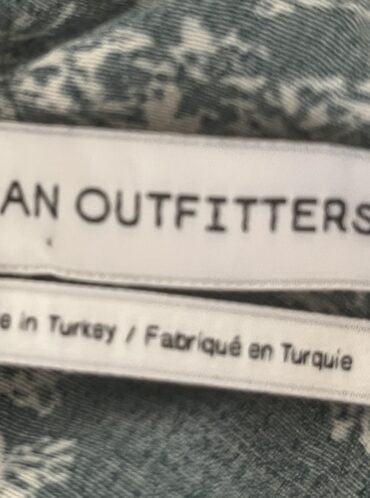 AN OUTFITTERS
e in Turkey / Fabriqué en Turquie